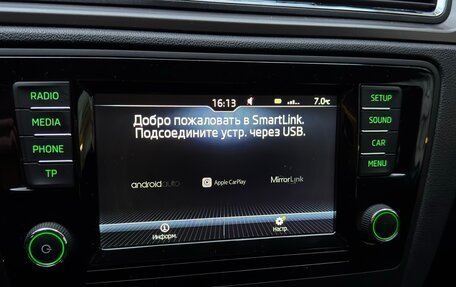 RADIO
MEDIA
PHONE
TP
16:13
7.0°C
Добро пожаловать в SmartLink.
Подсоедините устр. через USB.
androidauto
Apple CarPlay
MirrorLink
Информ.
Настр.
SETUP
SOUND
CAR
MENU